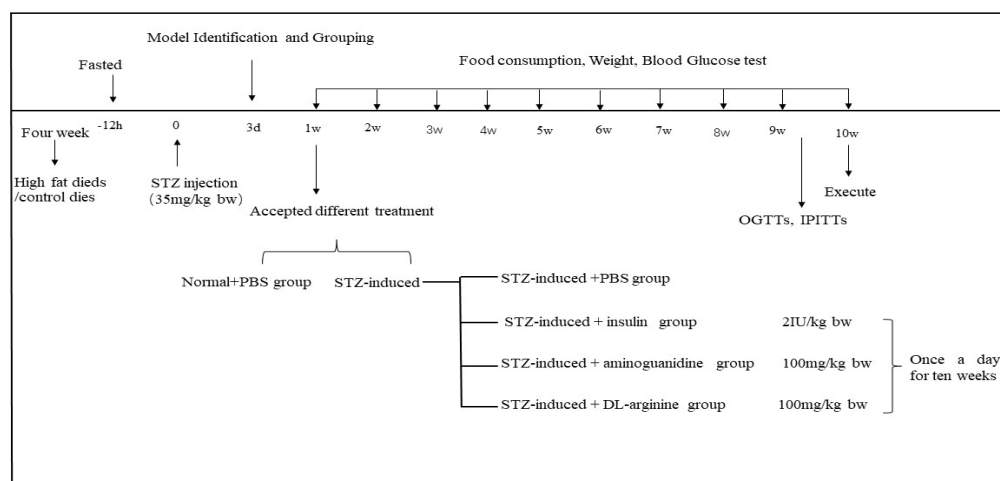 Model Identification and Grouping
Fasted
Food consumption, Weight, Blood Glucose test
Four week
-12h
0
3d
1w
2w
3w
4w
5w
6w
7w
8w
9w
10w
High fat dieds
/control dies
STZ injection
(35mg/kg bw)
Accepted different treatment
Execute
OGTTs, IPITTs
Normal+PBS group
STZ-induced
STZ-induced +PBS group
STZ-induced + insulin group
2IU/kg bw
STZ-induced + aminoguanidine group
100mg/kg bw
STZ-induced + DL-arginine group
100mg/kg bw
Once a day
for ten weeks